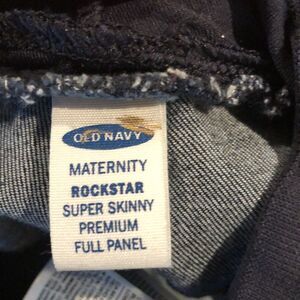 OLD NAVY
MATERNITY
ROCKSTAR
SUPER SKINNY
PREMIUM
FULL PANEL